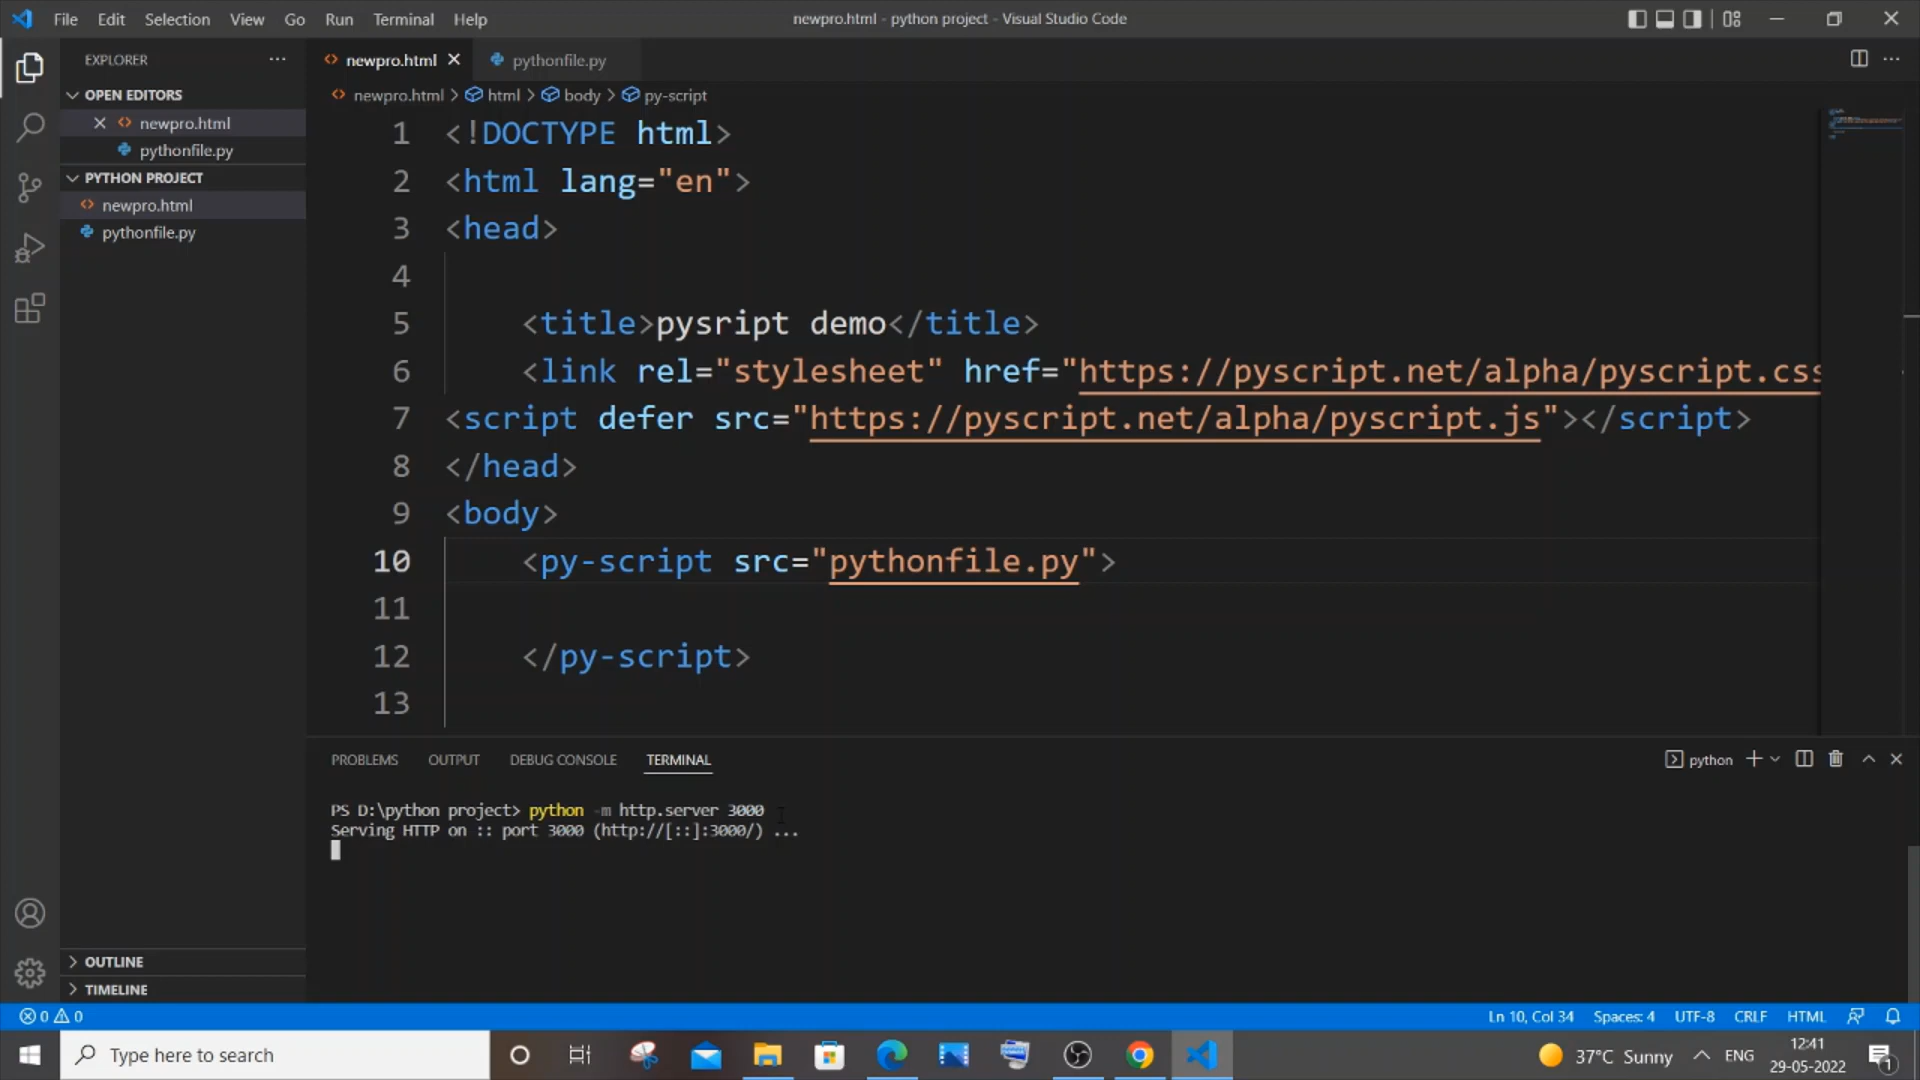 File Edit Selection View Go Run Terminal Help
newpro.html - python project - Visual Studio Code
EXPLORER
OPEN EDITORS
newpro.html
pythonfile.py
PYTHON PROJECT
newpro.html
pythonfile.py
OUTLINE
TIMELINE
newpro.html pythonfile.py
newpro.html > html > body > py-script
1 <!DOCTYPE html>
2 <html lang="en">
3 <head>
4
5 <title>pysript demo</title>
6 <link rel="stylesheet" href="https://pyscript.net/alpha/pyscript.css
7 <script defer src="https://pyscript.net/alpha/pyscript.js"></script>
8 </head>
9 <body>
10 <py-script src="pythonfile.py">
11
12 </py-script>
13
PROBLEMS OUTPUT DEBUG CONSOLE TERMINAL
python
PS D:\python project> python -m http.server 3000
Serving HTTP on :: port 3000 (http://[::]:3000/) ...
0 0
Ln 10, Col 34 Spaces: 4 UTF-8 CRLF HTML
Type here to search
37°C Sunny
ENG
12:41
29-05-2022
1